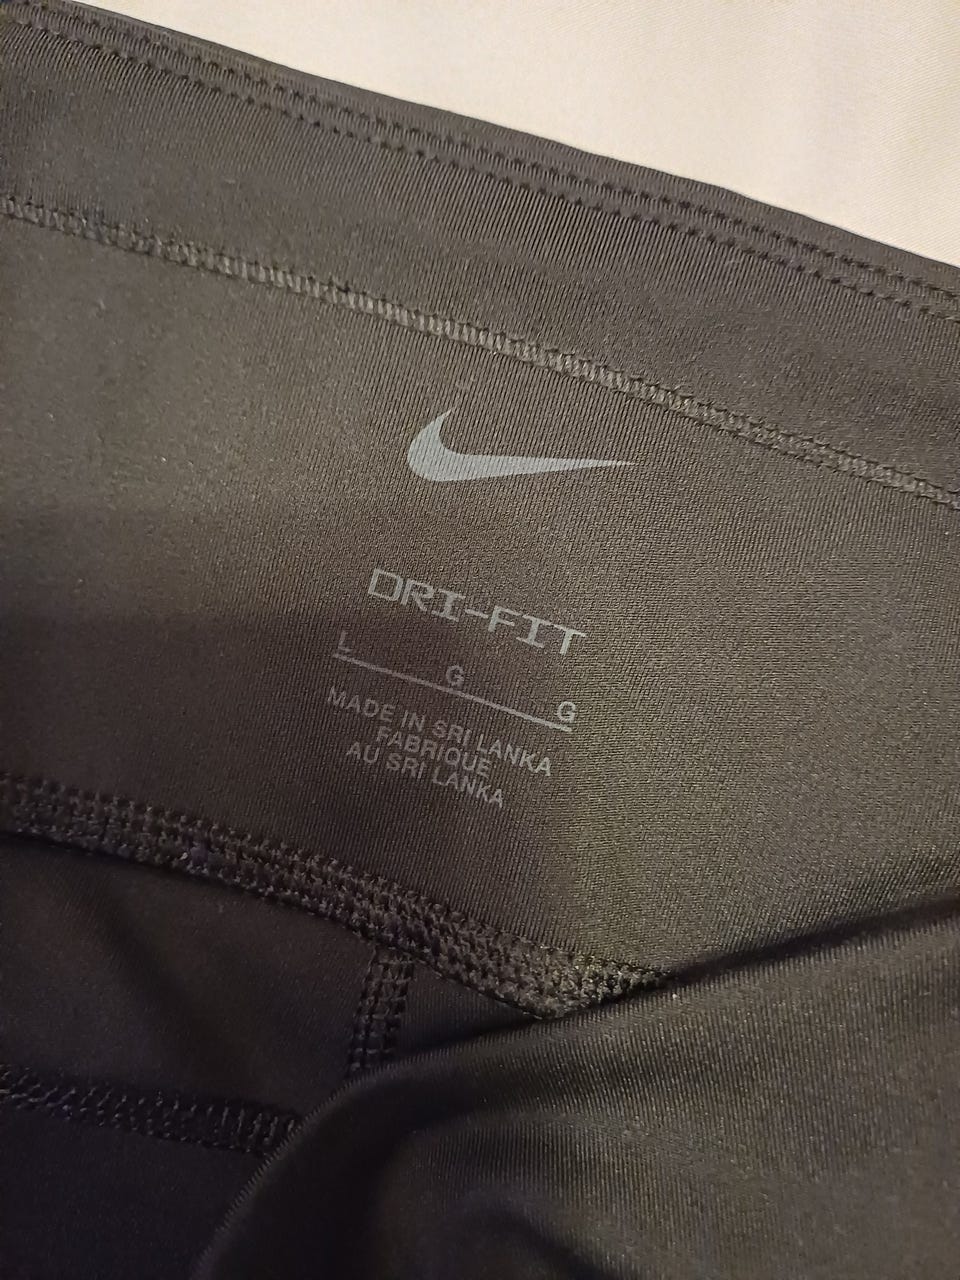 DRI-FIT
L G G
MADE IN SRI LANKA
FABRIQUE
AU SRI LANKA